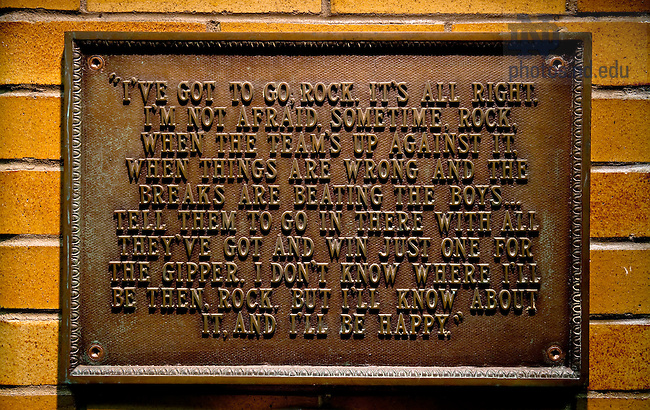 photo.nd.edu
"I'VE GOT TO GO, ROCK. IT'S ALL RIGHT.
I'M NOT AFRAID. SOMETIME, ROCK,
WHEN THE TEAM'S UP AGAINST IT,
WHEN THINGS ARE WRONG AND THE
BREAKS ARE BEATING THE BOYS...
TELL THEM TO GO IN THERE WITH ALL
THEY'VE GOT AND WIN JUST ONE FOR
THE GIPPER. I DON'T KNOW WHERE I'LL
BE THEN, ROCK. BUT I'LL KNOW ABOUT
IT, AND I'LL BE HAPPY."